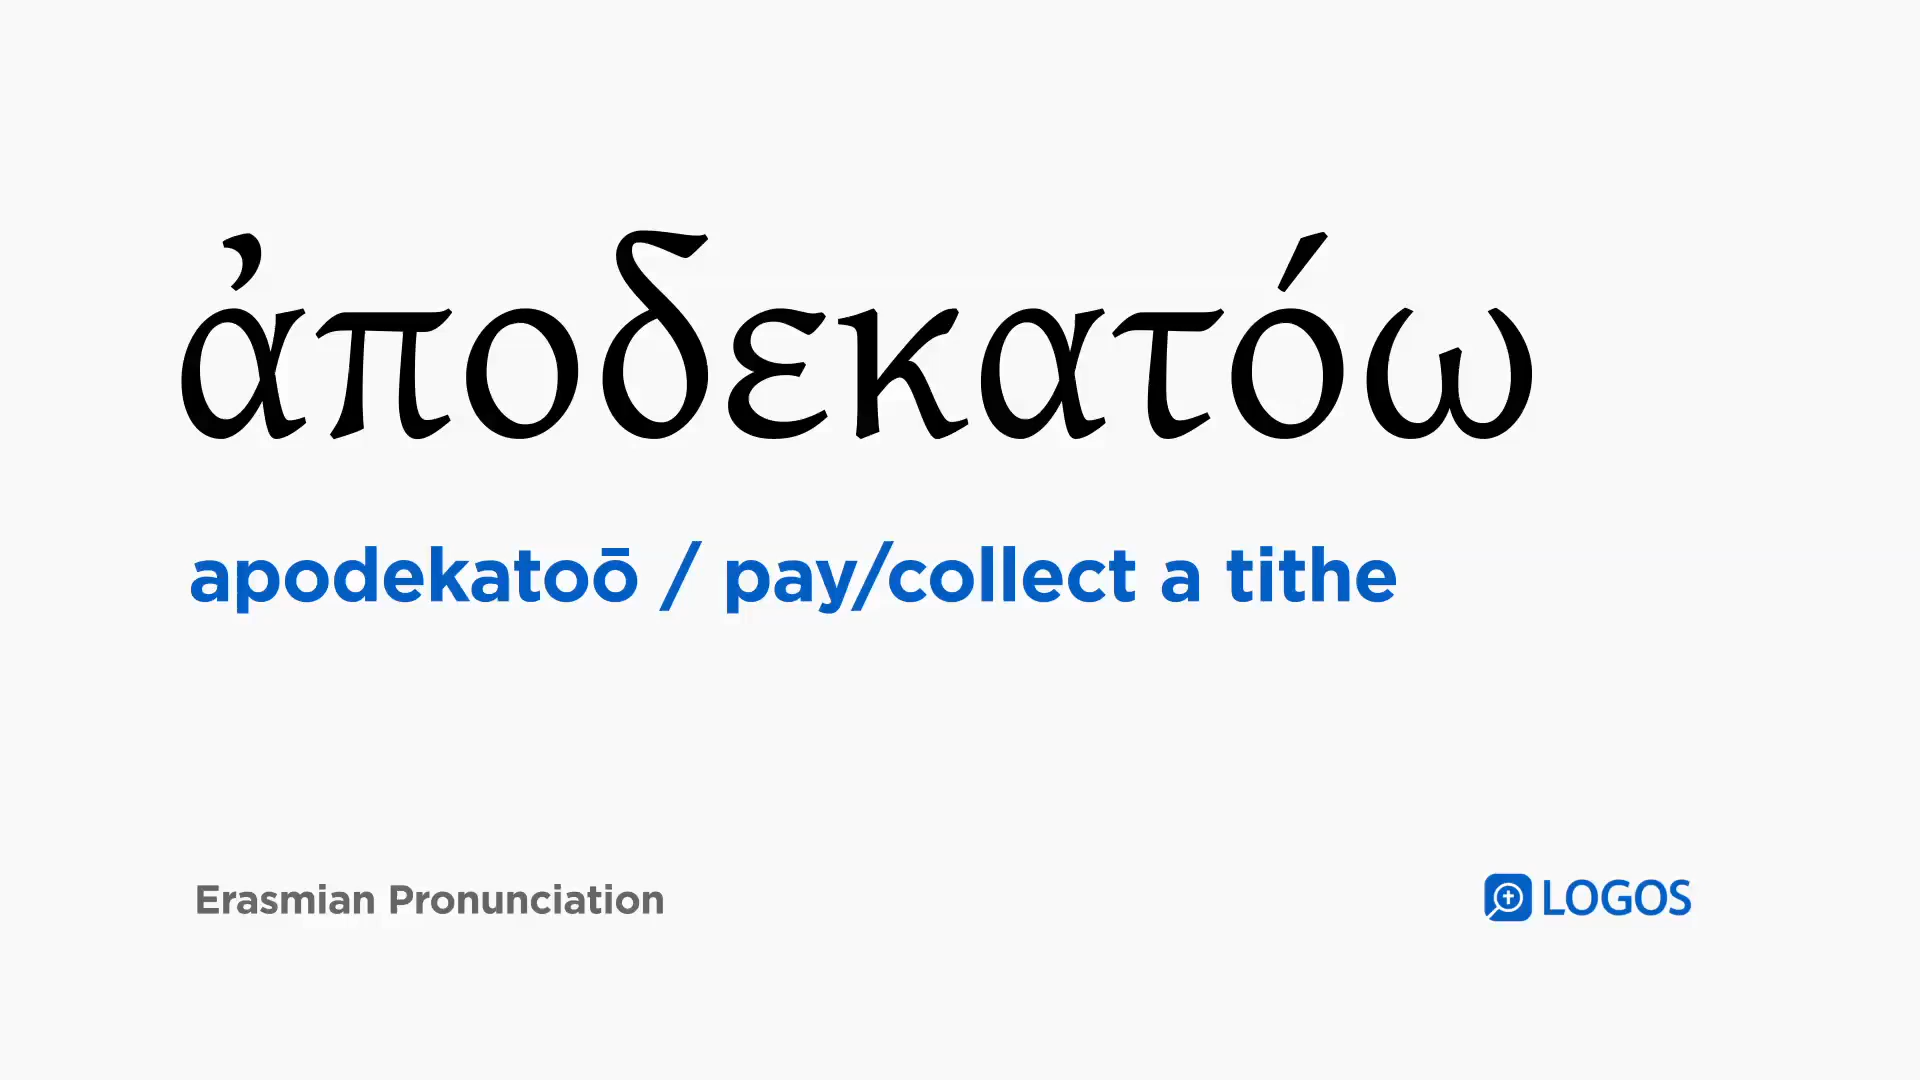 ἀποδεκατόω
apodekatoō / pay/collect a tithe
Erasmian Pronunciation
LOGOS